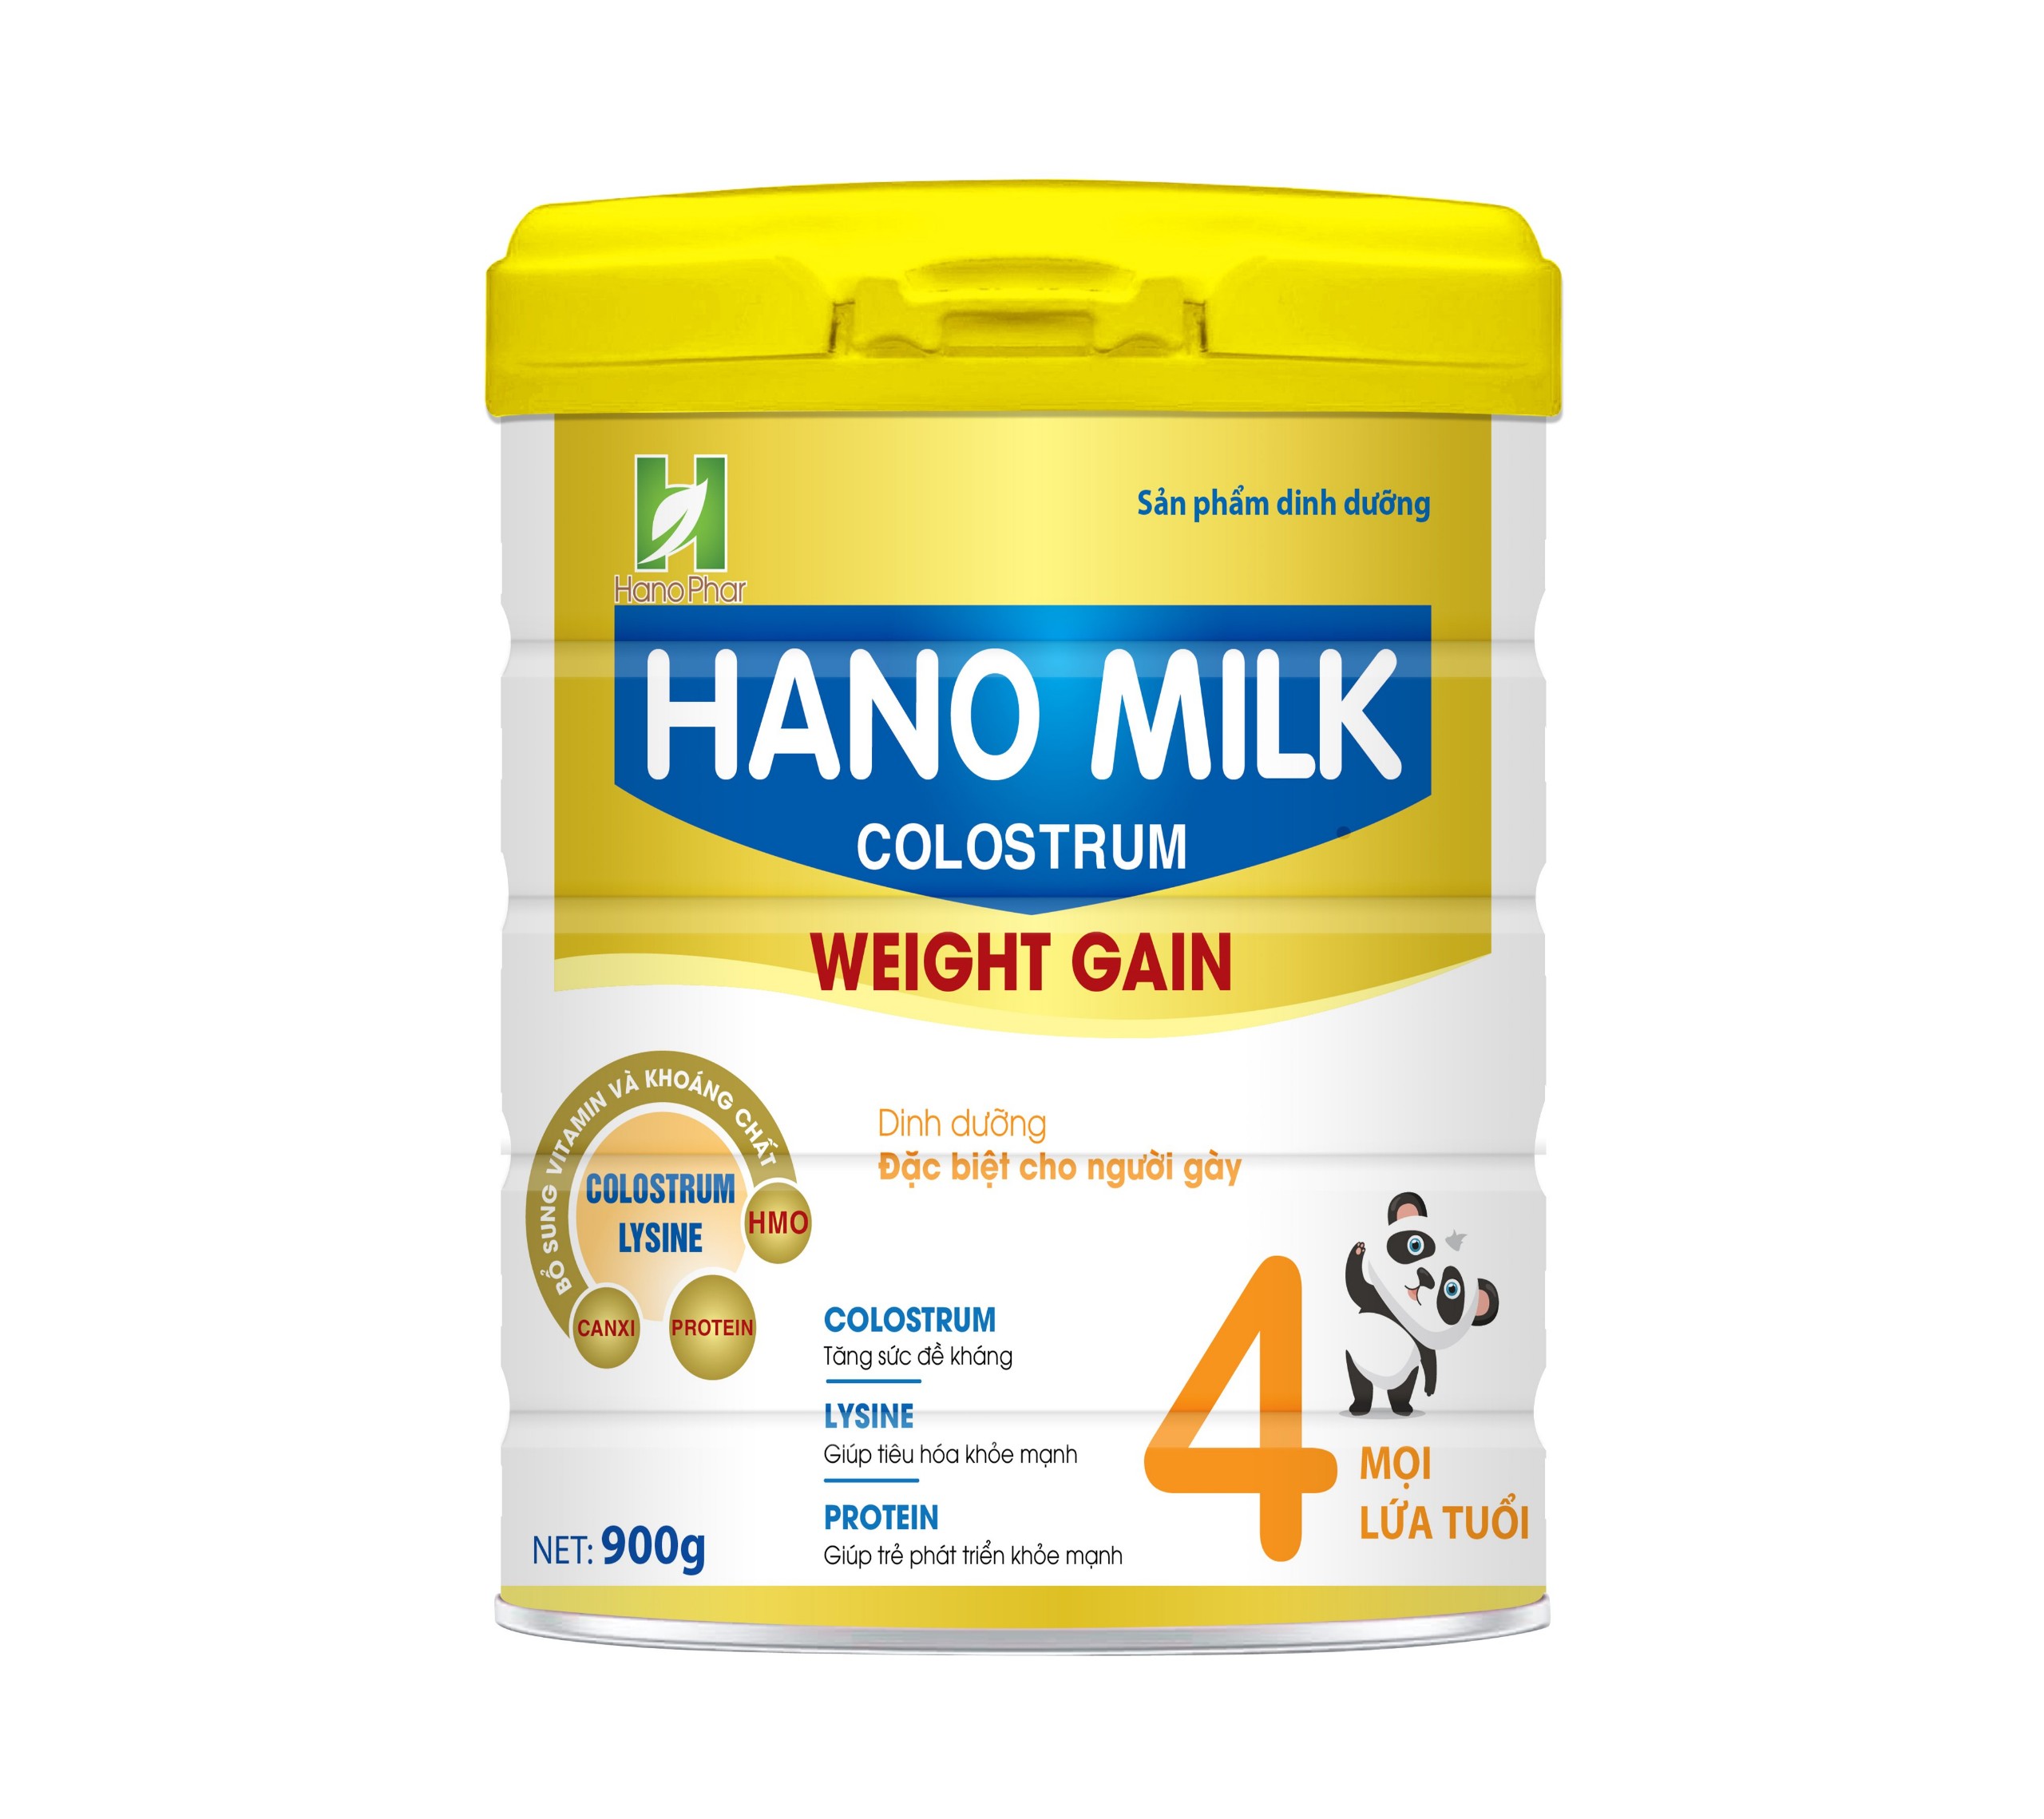 HanoPhar
Sản phẩm dinh dưỡng
HANO MILK
COLOSTRUM
WEIGHT GAIN
BỔ SUNG VITAMIN VÀ KHOÁNG CHẤT
COLOSTRUM
LYSINE
HMO
CANXI
PROTEIN
Dinh dưỡng
Đặc biệt cho người gày
COLOSTRUM
Tăng sức đề kháng
LYSINE
Giúp tiêu hóa khỏe mạnh
PROTEIN
Giúp trẻ phát triển khỏe mạnh
4
MỌI
LỨA TUỔI
NET: 900g